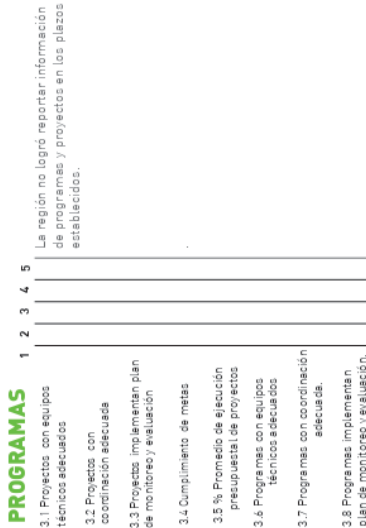 PROGRAMAS
1 2 3 4 5
3.1 Proyectos con equipos
técnicos adecuados
3.2 Proyectos con
coordinación adecuada
3.3 Proyectos implementan plan
de monitoreo y evaluación
3.4 Cumplimiento de metas
3.5 % Promedio de ejecución
presupuestal de proyectos
3.6 Programas con equipos
técnicos adecuados
3.7 Programas con coordinación
adecuada.
3.8 Programas implementan
plan de monitoreo y evaluación.
La región no logró reportar información
de programas y proyectos en los plazos
establecidos.
.